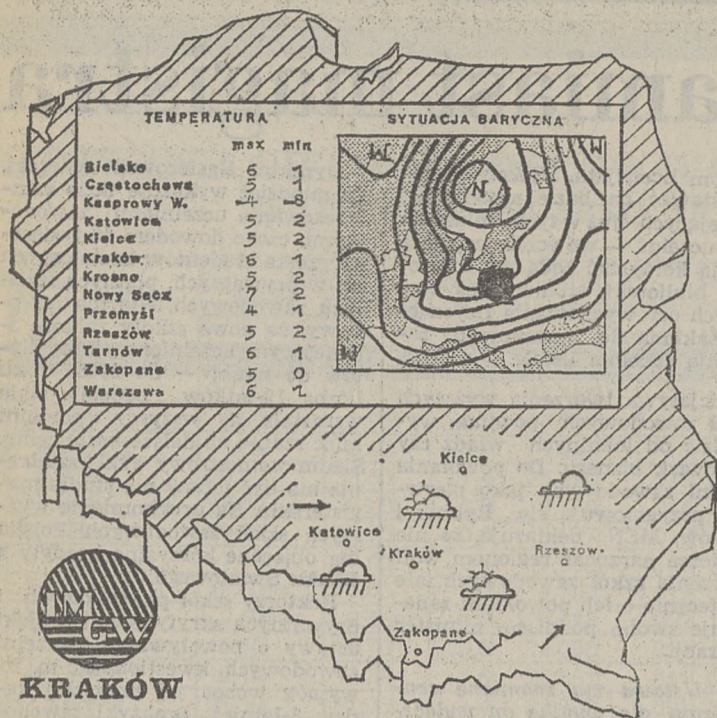 TEMPERATURA
max min
Bielsko 6 1
Częstochowa 5 1
Kasprowy W. -4 -8
Katowice 5 2
Kielce 5 2
Kraków 6 1
Krosno 5 2
Nowy Sącz 7 2
Przemyśl 4 1
Rzeszów 5 2
Tarnów 6 1
Zakopane 5 0
Warszawa 6
SYTUACJA BARYCZNA
W
W
N
W
Kielce
Katowice
Kraków
Rzeszów
Zakopane
IM
GW
KRAKÓW